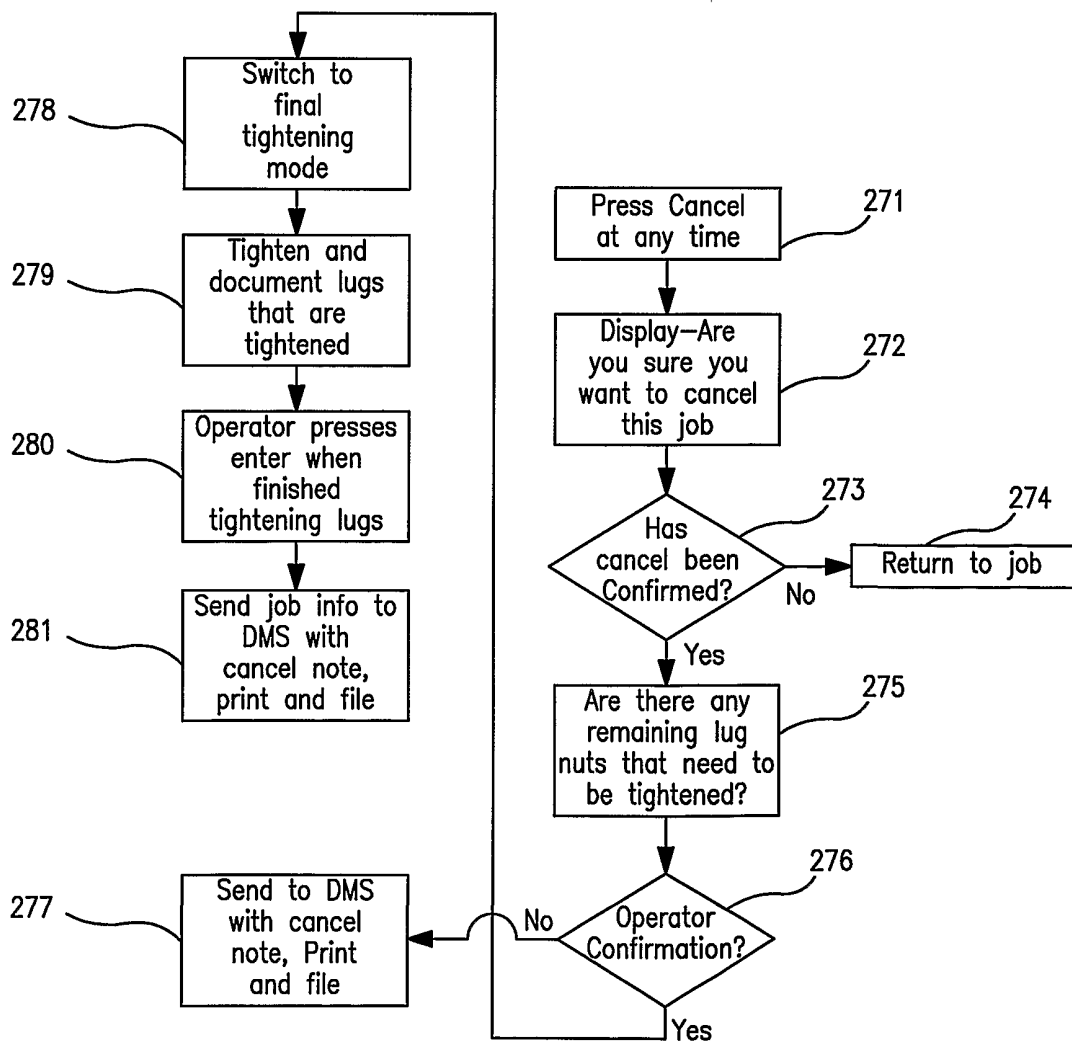 278
Switch to
final
tightening
mode
279
Tighten and
document lugs
that are
tightened
280
Operator presses
enter when
finished
tightening lugs
281
Send job info to
DMS with
cancel note,
print and file
277
Send to DMS
with cancel
note, Print
and file
Press Cancel
at any time
271
Display—Are
you sure you
want to cancel
this job
272
Has
cancel been
Confirmed?
273
No
Return to job
274
Yes
Are there any
remaining lug
nuts that need to
be tightened?
275
Operator
Confirmation?
276
No
Yes